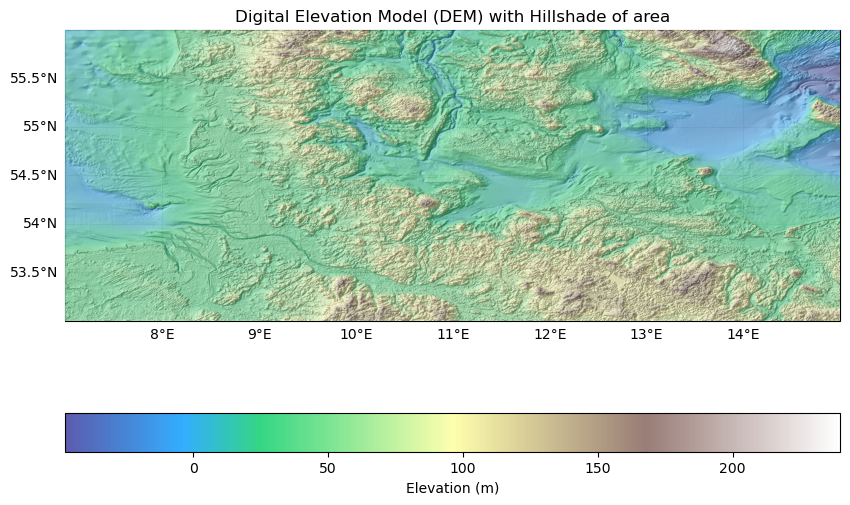 Digital Elevation Model (DEM) with Hillshade of area
55.5°N
55°N
54.5°N
54°N
53.5°N
8°E 9°E 10°E 11°E 12°E 13°E 14°E
0 50 100 150 200
Elevation (m)